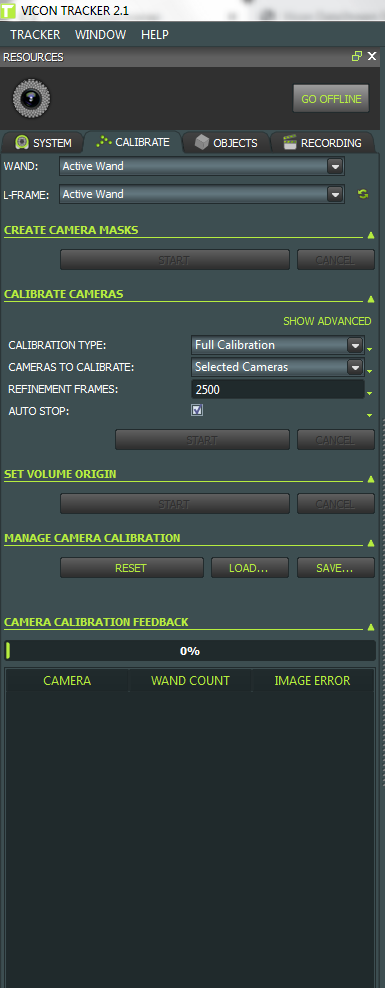 VICON TRACKER 2.1
TRACKER WINDOW HELP
RESOURCES
GO OFFLINE
SYSTEM CALIBRATE OBJECTS RECORDING
WAND: Active Wand
L-FRAME: Active Wand
CREATE CAMERA MASKS
START CANCEL
CALIBRATE CAMERAS
SHOW ADVANCED
CALIBRATION TYPE: Full Calibration
CAMERAS TO CALIBRATE: Selected Cameras
REFINEMENT FRAMES: 2500
AUTO STOP:
START CANCEL
SET VOLUME ORIGIN
START CANCEL
MANAGE CAMERA CALIBRATION
RESET LOAD... SAVE...
CAMERA CALIBRATION FEEDBACK
0%
CAMERA WAND COUNT IMAGE ERROR